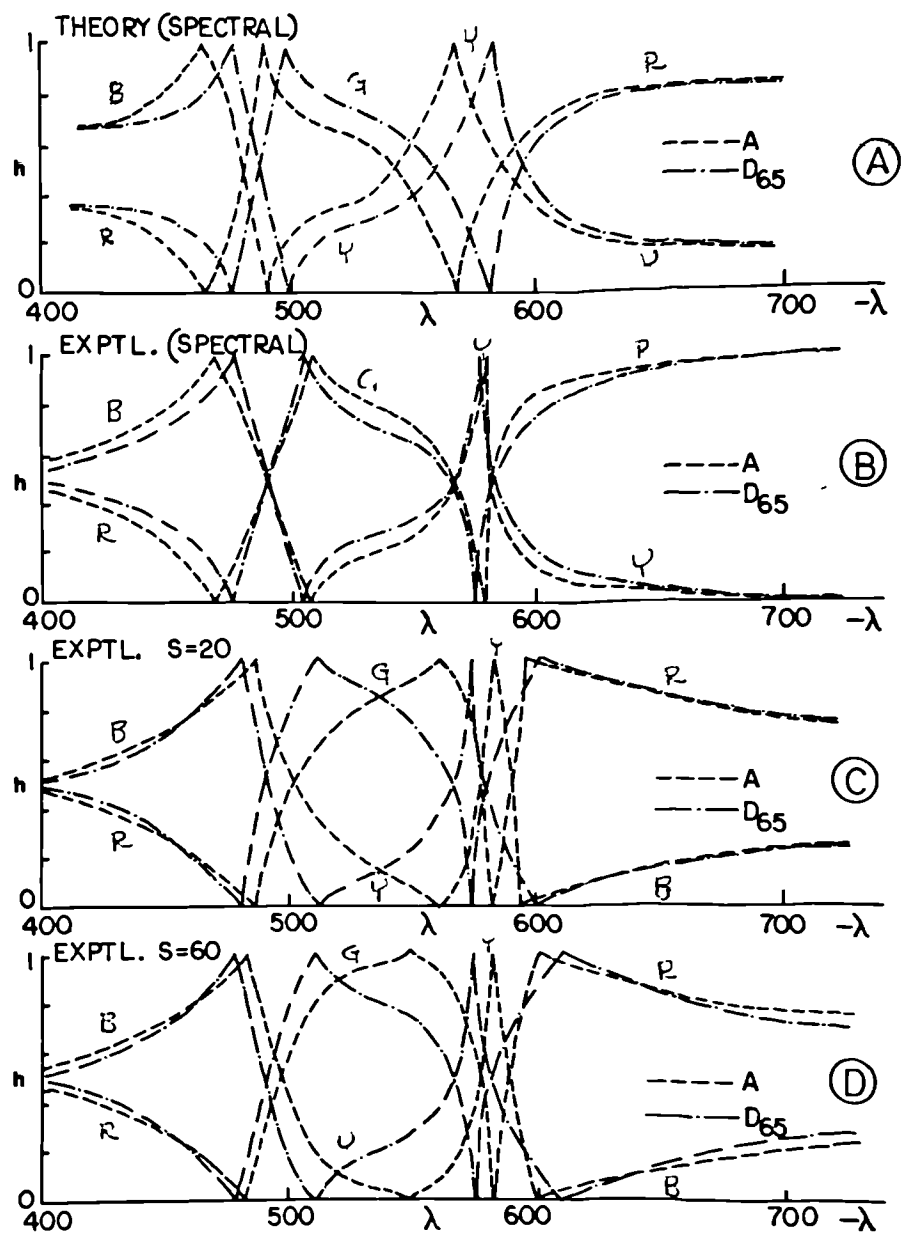 THEORY (SPECTRAL)
1
B
G
Y
R
A
D65
A
h
R
Y
Y
0
400
500
λ
600
700
-λ
EXPTL. (SPECTRAL)
1
B
G
Y
R
A
D65
B
h
R
Y
0
400
500
λ
600
700
-λ
EXPTL. S=20
1
B
G
Y
R
A
D65
C
h
R
Y
B
0
400
500
λ
600
700
-λ
EXPTL. S=60
1
B
G
Y
R
A
D65
D
h
R
Y
B
0
400
500
λ
600
700
-λ